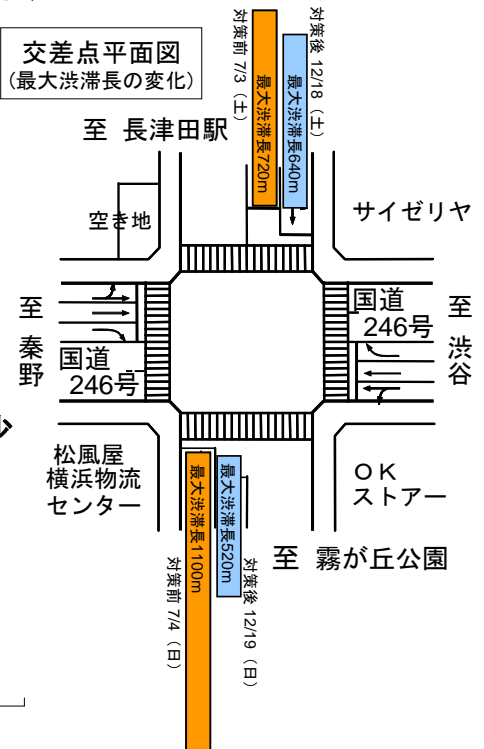 交差点平面図
(最大渋滞長の変化)
対策前 7/3（土）
最大渋滞長720m
最大渋滞長640m
対策後 12/18（土）
至 長津田駅
空き地
サイゼリヤ
至 秦野
国道
246号
国道
246号
至 渋谷
松風屋
横浜物流
センター
ＯＫ
ストアー
至 霧が丘公園
対策前 7/4（日）
最大渋滞長1100m
最大渋滞長520m
対策後 12/19（日）